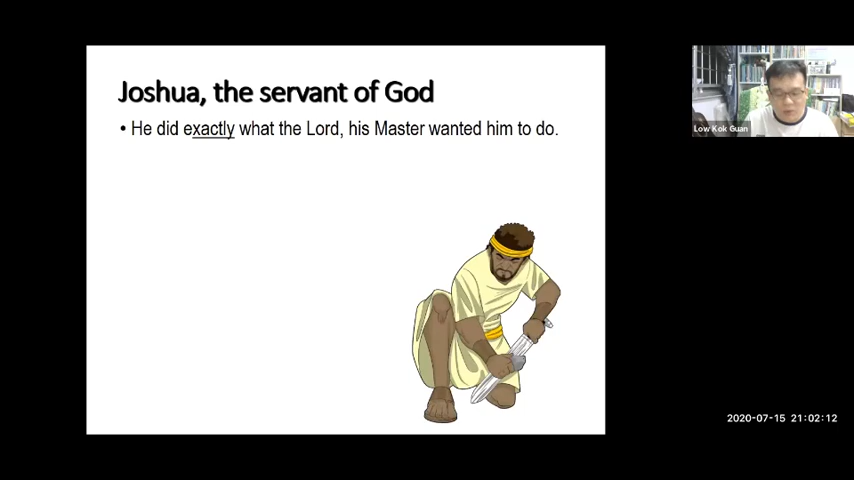 Joshua, the servant of God
• He did exactly what the Lord, his Master wanted him to do.
Low Kok Guan
2020-07-15 21:02:12